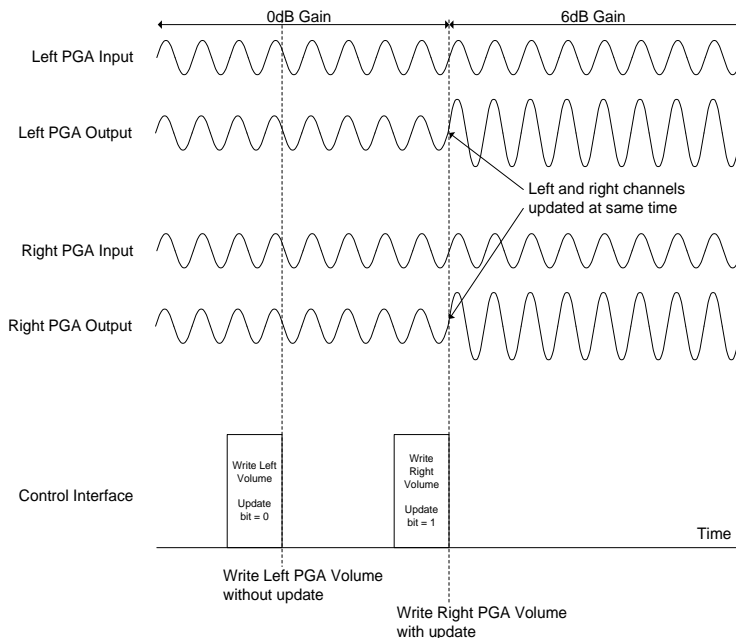 0dB Gain
6dB Gain
Left PGA Input
Left PGA Output
Left and right channels
updated at same time
Right PGA Input
Right PGA Output
Control Interface
Write Left
Volume
Update
bit = 0
Write
Right
Volume
Update
bit = 1
Time
Write Left PGA Volume
without update
Write Right PGA Volume
with update